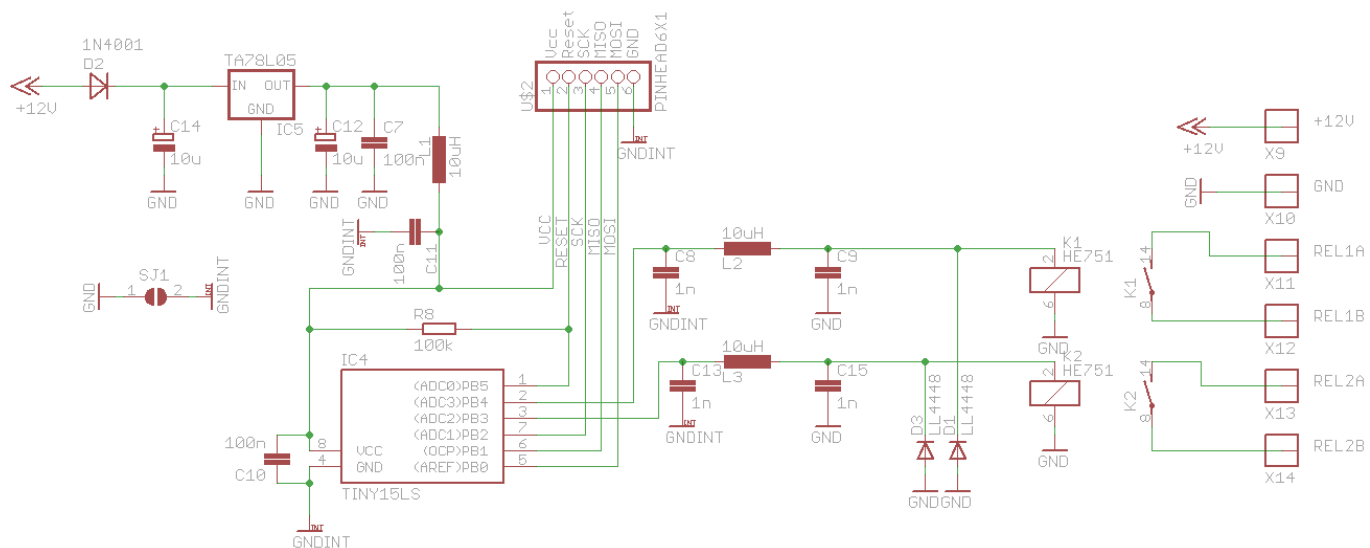 1N4001
D2
+12V
C14
10u
GND
TA78L05
IN OUT
GND
IC5
GND
C12
10u
GND
C7
100n
GND
L1
10uH
GNDINT
INT
100n
C11
SJ1
GND
1 2
INT
GNDINT
Vcc
Reset
SCK
MISO
MOSI
GND
U$2
1 2 3 4 5 6
PINHEAD6X1
INT
GNDINT
VCC
RESET
SCK
MISO
MOSI
R8
100k
IC4
(ADC0)PB5 1
(ADC3)PB4 2
(ADC2)PB3 3
(ADC1)PB2 7
(OCP)PB1 6
(AREF)PB0 5
8 VCC
4 GND
TINY15LS
100n
C10
INT
GNDINT
C8
1n
INT
GNDINT
10uH
L2
C9
1n
GND
C13
1n
INT
GNDINT
10uH
L3
C15
1n
GND
D3
LL4448
D1
LL4448
GND
GND
K1
HE751
2
6
GND
K2
HE751
2
6
GND
+12V
GND
14
K1
8
14
K2
8
+12V
X9
GND
X10
REL1A
X11
REL1B
X12
REL2A
X13
REL2B
X14